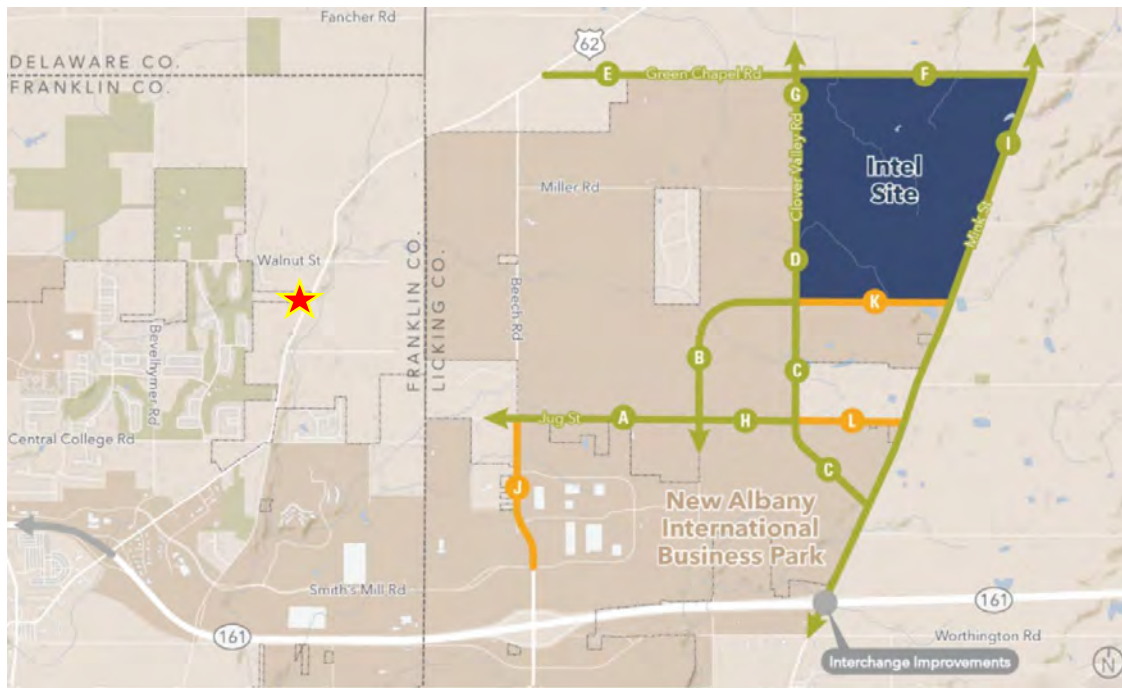 Fancher Rd
62
DELAWARE CO.
FRANKLIN CO.
E
Green Chapel Rd
F
G
Clover Valley Rd
I
Intel
Site
Miller Rd
Mink St
Walnut St
FRANKLIN CO.
LICKING CO.
Beech Rd
D
K
Bevelhymer Rd
B
C
Jug St
A
H
L
Central College Rd
C
J
New Albany
International
Business Park
Smith's Mill Rd
161
161
Worthington Rd
Interchange Improvements
N